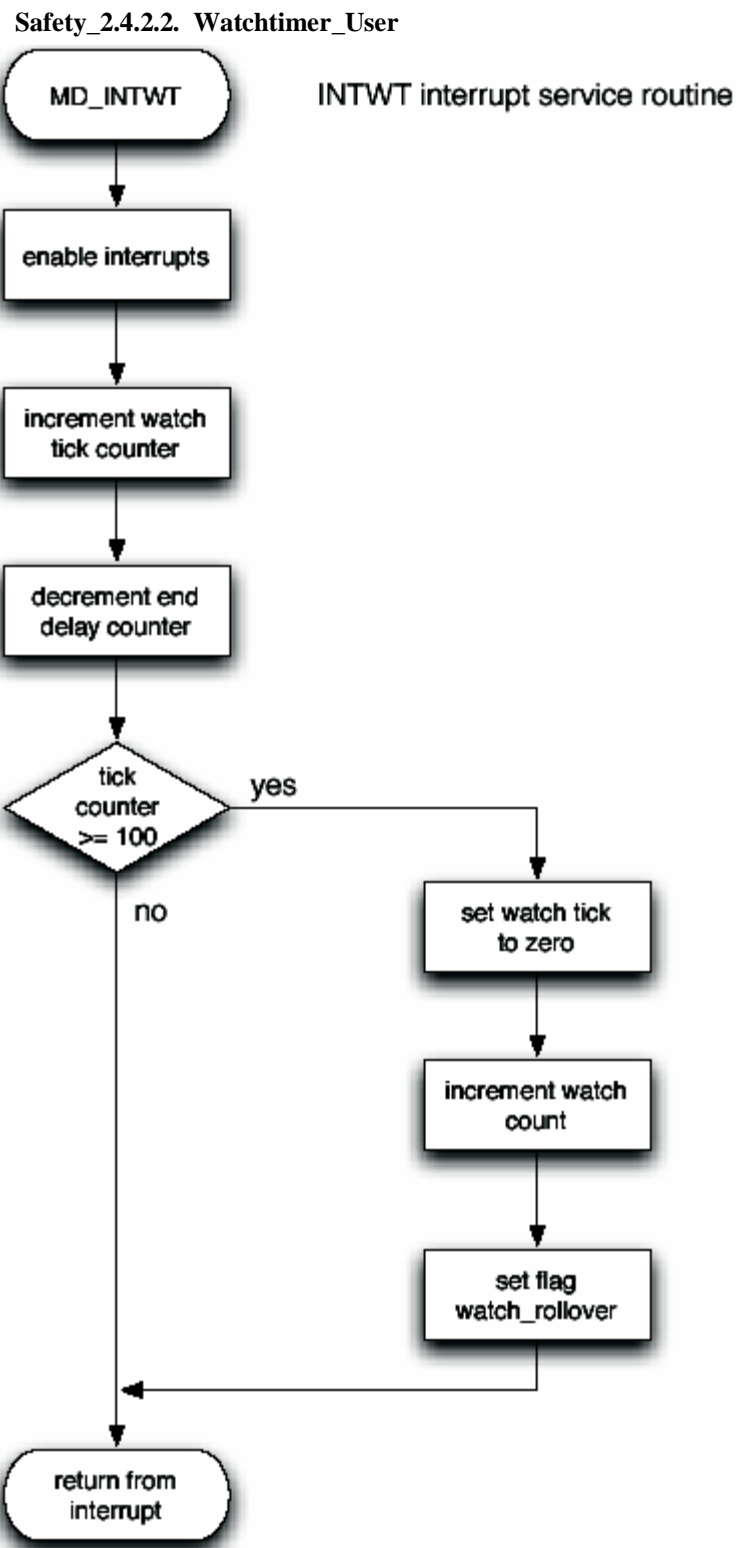 Safety_2.4.2.2. Watchtimer_User
MD_INTWT
INTWT interrupt service routine
enable interrupts
increment watch
tick counter
decrement end
delay counter
tick
counter
>= 100
yes
no
set watch tick
to zero
increment watch
count
set flag
watch_rollover
return from
interrupt